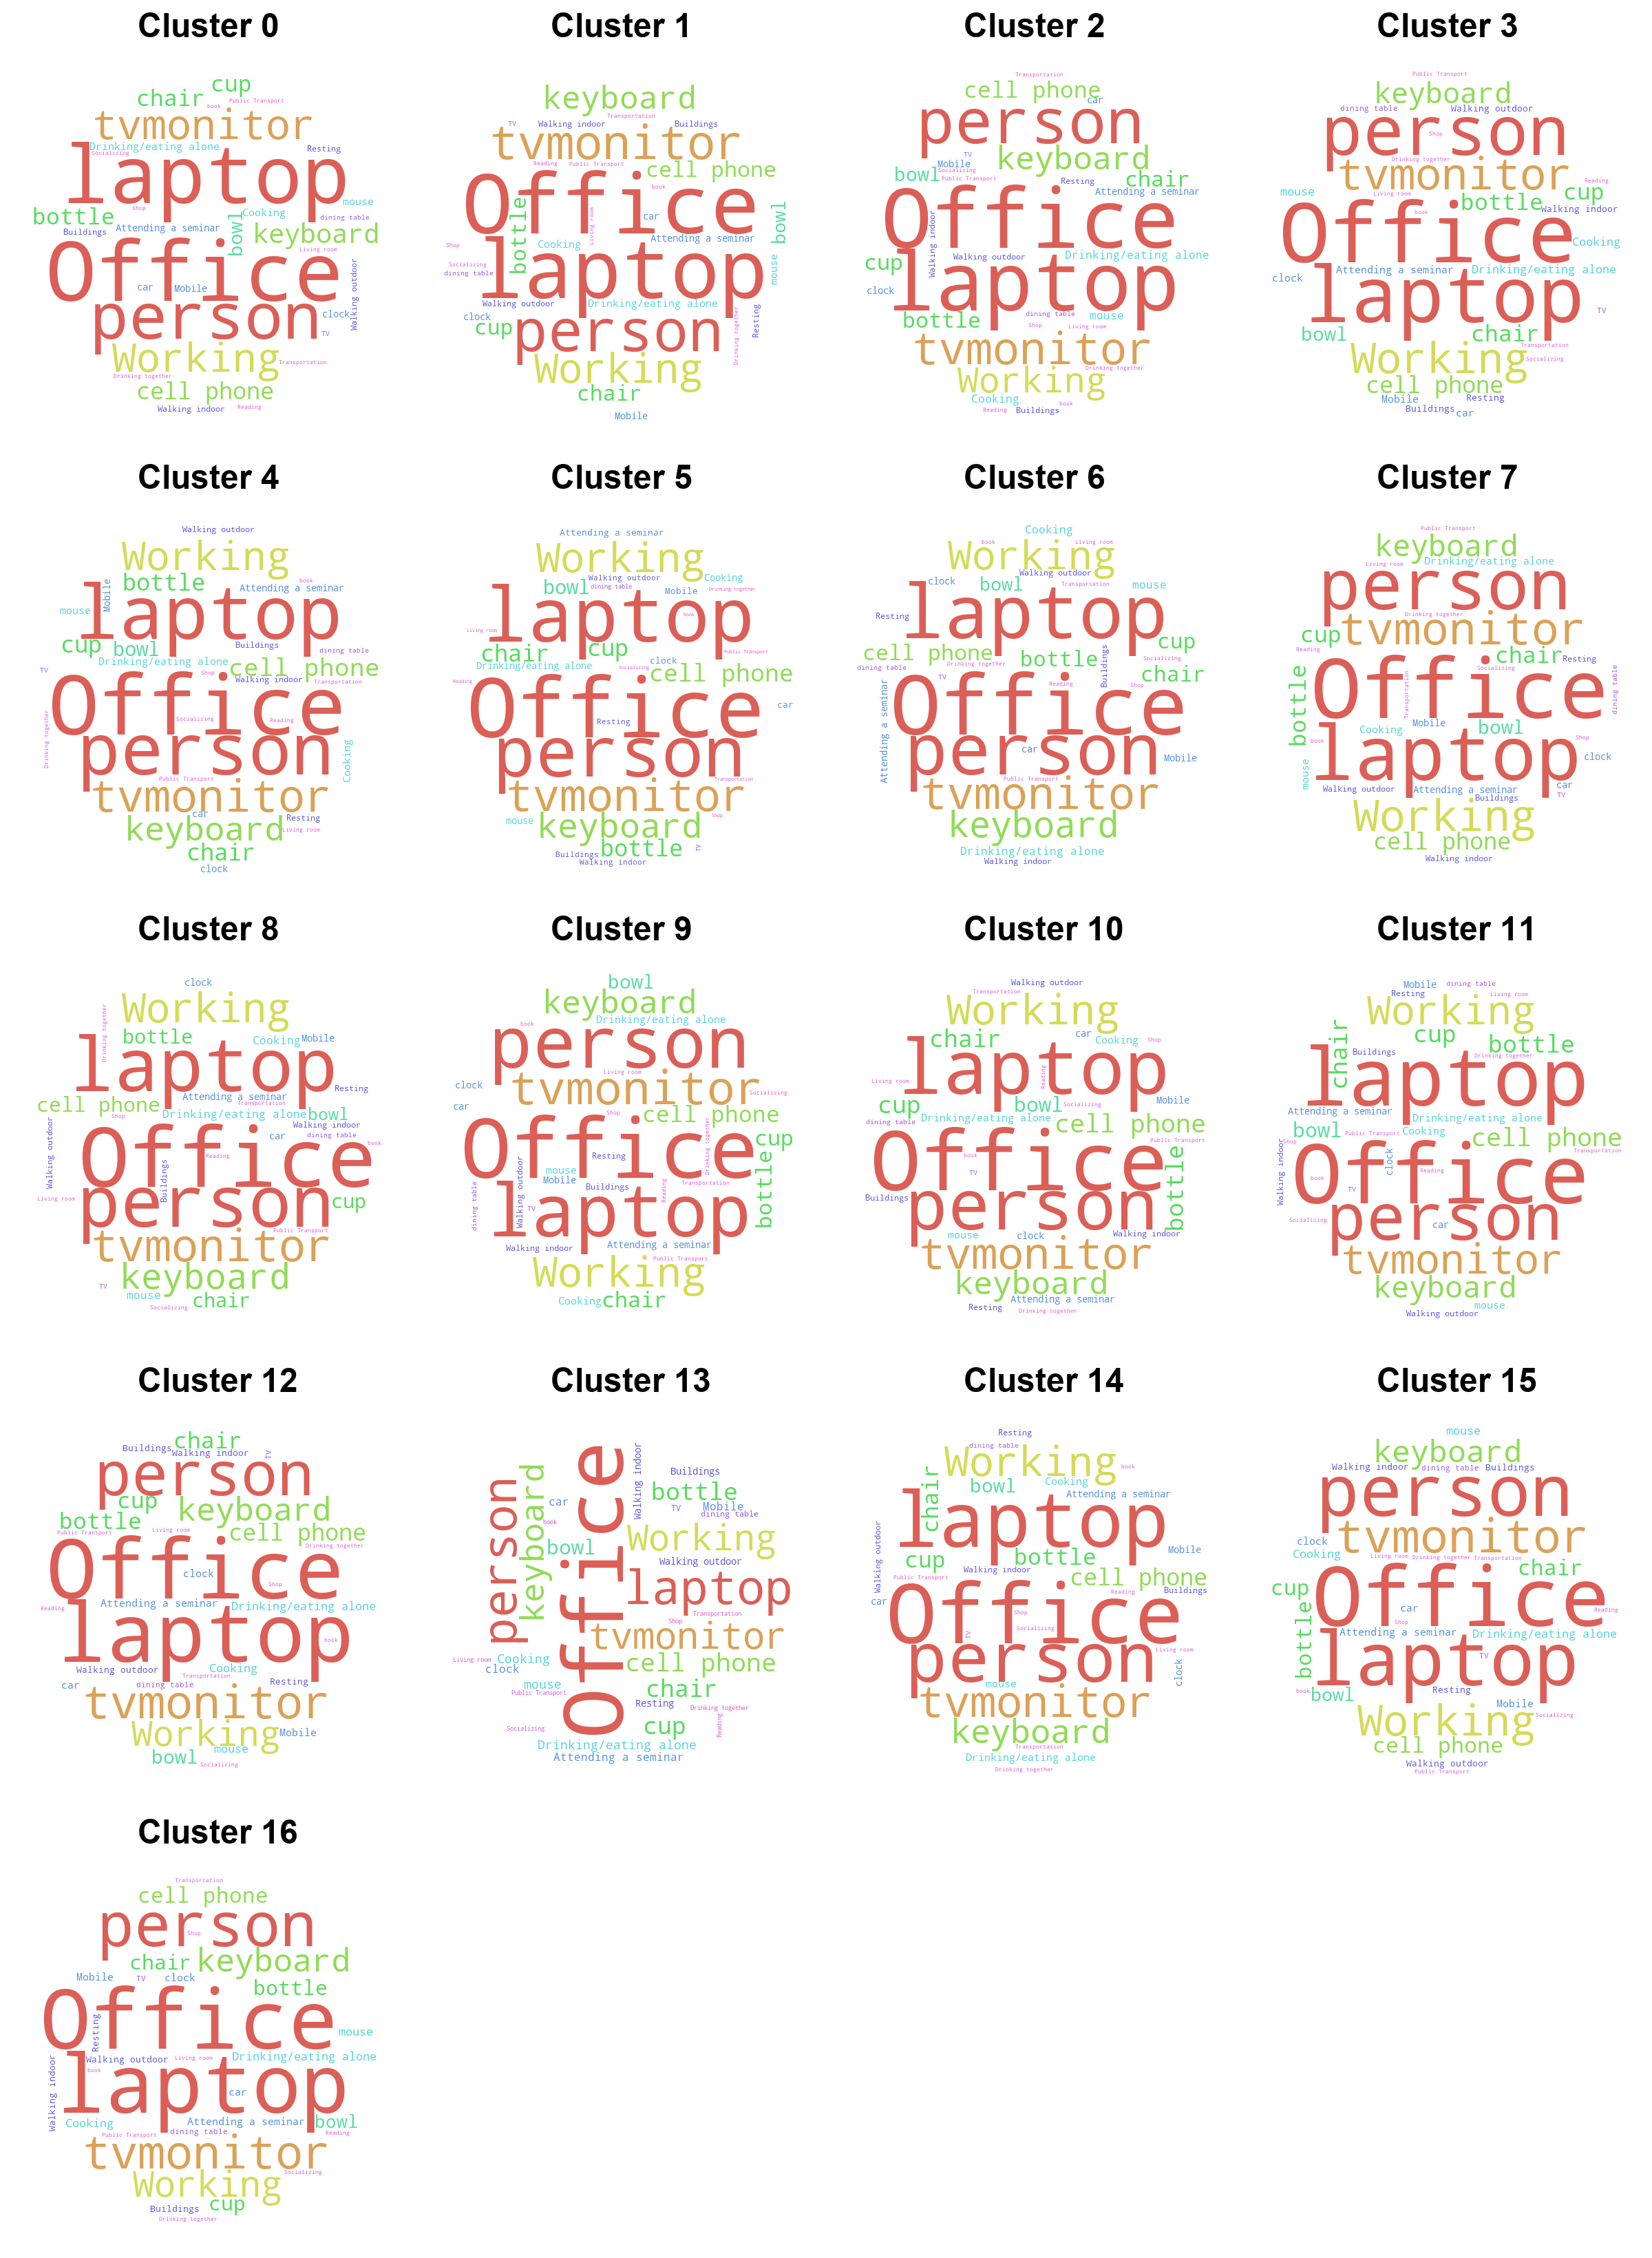 Cluster 0
cup
chair
book
Public Transport
tvmonitor
Drinking/eating alone
Resting
Socializing
laptop
mouse
Shop
bottle
bowl
Cooking
dining table
Buildings
Attending a seminar
keyboard
Living room
Office
Walking outdoor
car
Mobile
person
clock
TV
Working
Transportation
Drinking together
cell phone
Walking indoor
Reading
Cluster 1
keyboard
Transportation
TV
Walking indoor
Buildings
tvmonitor
Reading
Public Transport
cell phone
book
Office
bottle
Living room
car
bowl
Shop
Cooking
Attending a seminar
Socializing
dining table
laptop
mouse
Walking outdoor
Drinking/eating alone
clock
cup
person
Drinking together
Resting
Working
chair
Mobile
Cluster 2
Transportation
cell phone
car
person
TV
keyboard
Mobile
Socializing
bowl
Public Transport
Resting
chair
Attending a seminar
Office
Walking indoor
Walking outdoor
Drinking/eating alone
cup
clock
laptop
bottle
dining table
mouse
Shop
Living room
tvmonitor
Drinking together
Working
Cooking
Reading
Buildings
book
Cluster 3
Public Transport
keyboard
dining table
Walking outdoor
person
Shop
Drinking together
tvmonitor
Reading
mouse
Living room
bottle
cup
book
Walking indoor
Office
Cooking
clock
Attending a seminar
Drinking/eating alone
laptop
TV
bowl
chair
Transportation
Working
Socializing
cell phone
Mobile
Resting
Buildings
car
Cluster 4
Walking outdoor
Working
bottle
Mobile
book
Attending a seminar
laptop
mouse
cup
bowl
Buildings
dining table
Drinking/eating alone
TV
Shop
cell phone
Walking indoor
Transportation
Office
Socializing
Reading
Drinking together
person
Cooking
Public Transport
tvmonitor
car
Resting
keyboard
Living room
chair
clock
Cluster 5
Attending a seminar
Working
Walking outdoor
Cooking
bowl
dining table
Mobile
Drinking together
laptop
book
Living room
chair
cup
Public Transport
Drinking/eating alone
Socializing
clock
cell phone
Reading
Office
car
Resting
person
Transportation
tvmonitor
mouse
keyboard
Shop
Buildings
bottle
TV
Walking indoor
Cluster 6
Cooking
book
Living room
Working
Walking outdoor
clock
bowl
Transportation
mouse
laptop
Resting
cup
cell phone
Drinking together
bottle
Buildings
Socializing
dining table
chair
TV
Reading
Shop
Attending a seminar
Office
person
car
Mobile
Public Transport
tvmonitor
keyboard
Drinking/eating alone
Walking indoor
Cluster 7
Public Transport
keyboard
Living room
Drinking/eating alone
person
Drinking together
cup
tvmonitor
Reading
chair
Resting
Socializing
bottle
Transportation
Office
dining table
Mobile
Cooking
bowl
book
Shop
laptop
clock
mouse
Walking outdoor
Attending a seminar
car
TV
Buildings
Working
cell phone
Walking indoor
Cluster 8
clock
Working
Drinking together
bottle
Cooking
Mobile
laptop
Resting
Attending a seminar
cell phone
Transportation
Shop
Drinking/eating alone
bowl
Walking indoor
Walking outdoor
car
dining table
book
Office
Reading
Buildings
Living room
person
cup
tvmonitor
Public Transport
keyboard
TV
mouse
Socializing
chair
Cluster 9
bowl
keyboard
book
Drinking/eating alone
person
Living room
clock
tvmonitor
Socializing
car
Shop
cell phone
Office
Drinking together
cup
Resting
bottle
mouse
Mobile
Walking outdoor
Buildings
Transportation
Reading
dining table
TV
laptop
Walking indoor
Attending a seminar
Public Transport
Working
Cooking
chair
Cluster 10
Walking outdoor
Transportation
Working
chair
car
Cooking
Shop
laptop
Reading
Living room
cup
bowl
Socializing
Mobile
dining table
Drinking/eating alone
cell phone
Public Transport
Office
book
TV
bottle
Buildings
person
mouse
clock
Walking indoor
tvmonitor
keyboard
Attending a seminar
Resting
Drinking together
Cluster 11
Mobile
dining table
Resting
Living room
Working
chair
cup
bottle
Buildings
Drinking together
laptop
Attending a seminar
Drinking/eating alone
bowl
Public Transport
Cooking
cell phone
Shop
Transportation
Walking indoor
clock
Reading
Office
book
TV
Socializing
person
car
tvmonitor
keyboard
mouse
Walking outdoor
Cluster 12
chair
Buildings
Walking indoor
TV
person
cup
keyboard
bottle
Public Transport
Living room
cell phone
Drinking together
Office
clock
Shop
Reading
Attending a seminar
Drinking/eating alone
laptop
book
Walking outdoor
Cooking
Transportation
car
dining table
Resting
tvmonitor
Working
Mobile
mouse
bowl
Socializing
Cluster 13
Office
person
keyboard
Walking indoor
Buildings
bottle
car
TV
Mobile
dining table
book
bowl
Working
Walking outdoor
laptop
Transportation
Shop
tvmonitor
Living room
Cooking
clock
cell phone
mouse
Public Transport
chair
Resting
Drinking together
Socializing
cup
Reading
Drinking/eating alone
Attending a seminar
Cluster 14
Resting
dining table
Working
book
chair
bowl
Cooking
Attending a seminar
laptop
Walking outdoor
cup
bottle
Mobile
Walking indoor
Public Transport
cell phone
Reading
Buildings
car
Office
Shop
Socializing
TV
person
Living room
clock
mouse
tvmonitor
keyboard
Transportation
Drinking/eating alone
Drinking together
Cluster 15
mouse
keyboard
Walking indoor
dining table
Buildings
person
clock
tvmonitor
Cooking
Living room
Drinking together
Transportation
chair
cup
Office
car
Reading
bottle
Shop
Attending a seminar
Drinking/eating alone
laptop
TV
book
bowl
Resting
Mobile
Working
Socializing
cell phone
Walking outdoor
Public Transport
Cluster 16
Transportation
cell phone
person
Shop
chair
keyboard
Mobile
TV
clock
bottle
Office
Resting
mouse
Walking indoor
Walking outdoor
Living room
Drinking/eating alone
book
laptop
car
Cooking
Attending a seminar
bowl
Public Transport
dining table
Reading
tvmonitor
Working
Socializing
Buildings
cup
Drinking together